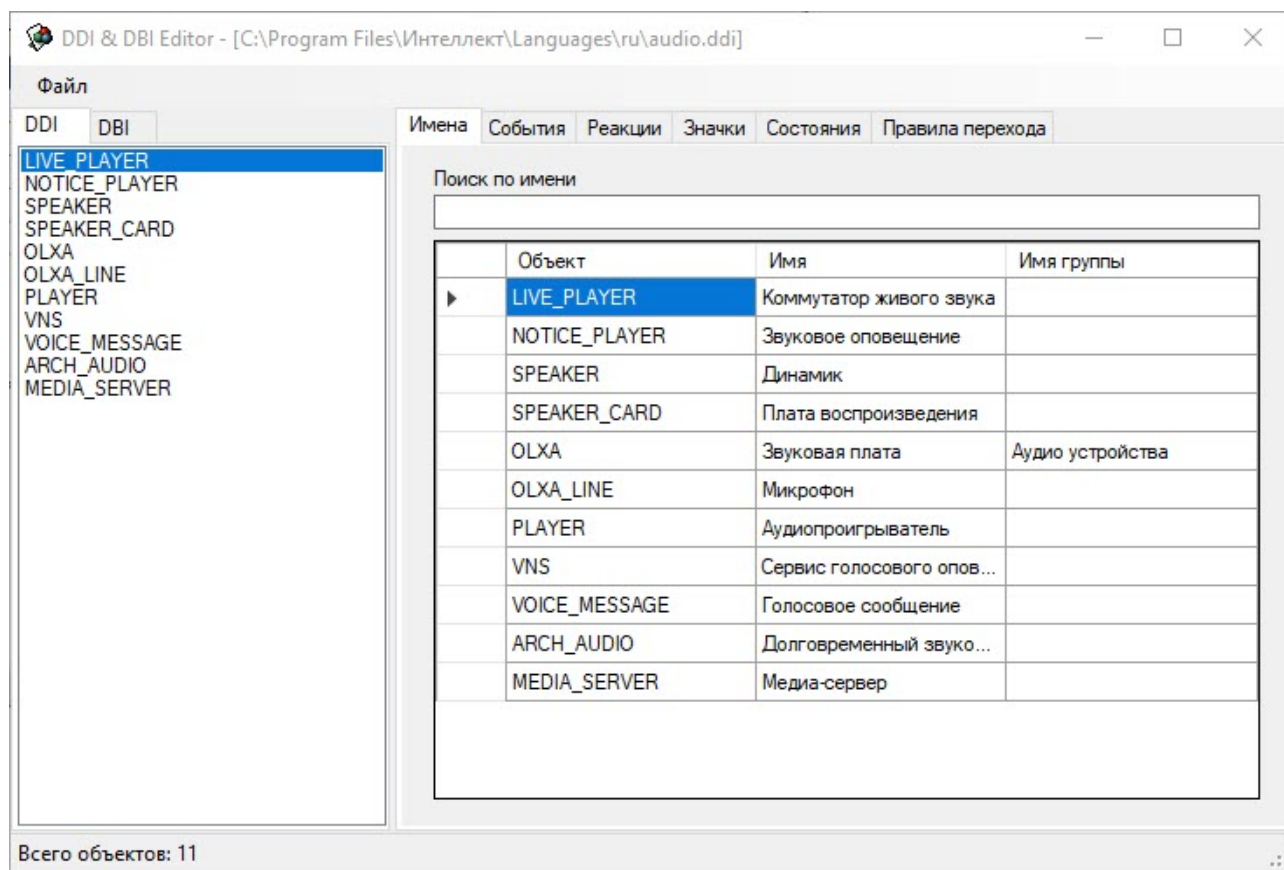 DDI & DBI Editor - [C:\Program Files\Интеллект\Languages\ru\audio.ddi]
Файл
DDI DBI
LIVE_PLAYER
NOTICE_PLAYER
SPEAKER
SPEAKER_CARD
OLXA
OLXA_LINE
PLAYER
VNS
VOICE_MESSAGE
ARCH_AUDIO
MEDIA_SERVER
Имена События Реакции Значки Состояния Правила перехода
Поиск по имени
Объект Имя Имя группы
LIVE_PLAYER Коммутатор живого звука
NOTICE_PLAYER Звуковое оповещение
SPEAKER Динамик
SPEAKER_CARD Плата воспроизведения
OLXA Звуковая плата Аудио устройства
OLXA_LINE Микрофон
PLAYER Аудиопроигрыватель
VNS Сервис голосового опов...
VOICE_MESSAGE Голосовое сообщение
ARCH_AUDIO Долговременный звуко...
MEDIA_SERVER Медиа-сервер
Всего объектов: 11